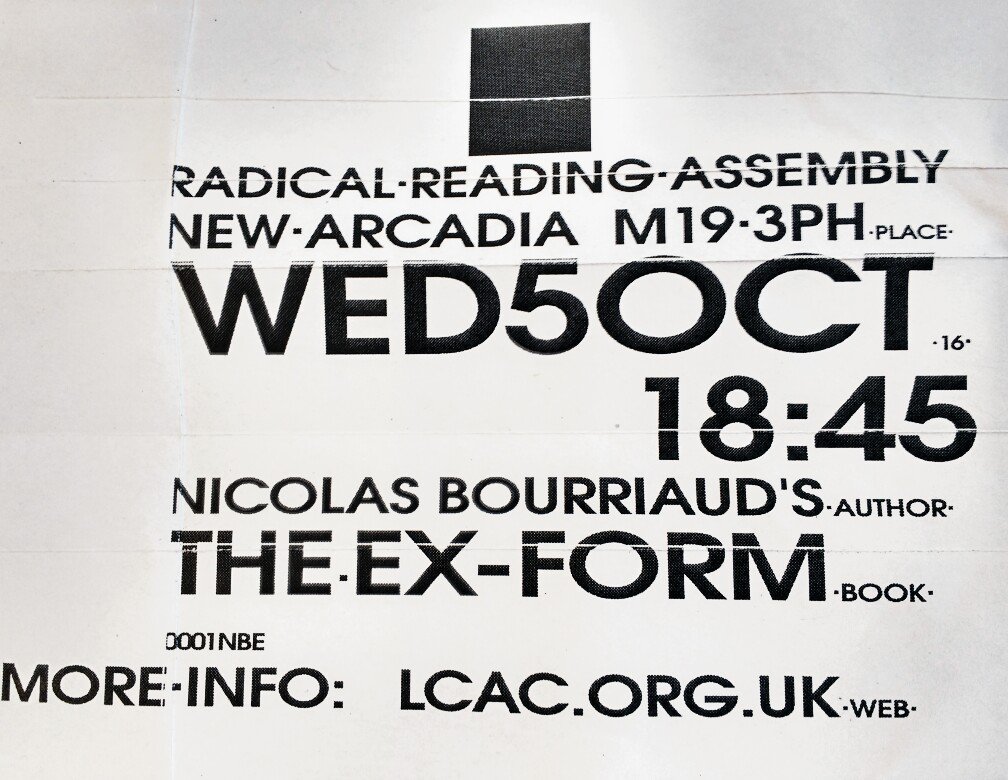 RADICAL·READING·ASSEMBLY
NEW·ARCADIA M19·3PH·PLACE·
WED5OCT·16·
18:45
NICOLAS BOURRIAUD'S·AUTHOR·
THE·EX-FORM·BOOK·
0001NBE
MORE·INFO: LCAC.ORG.UK·WEB·